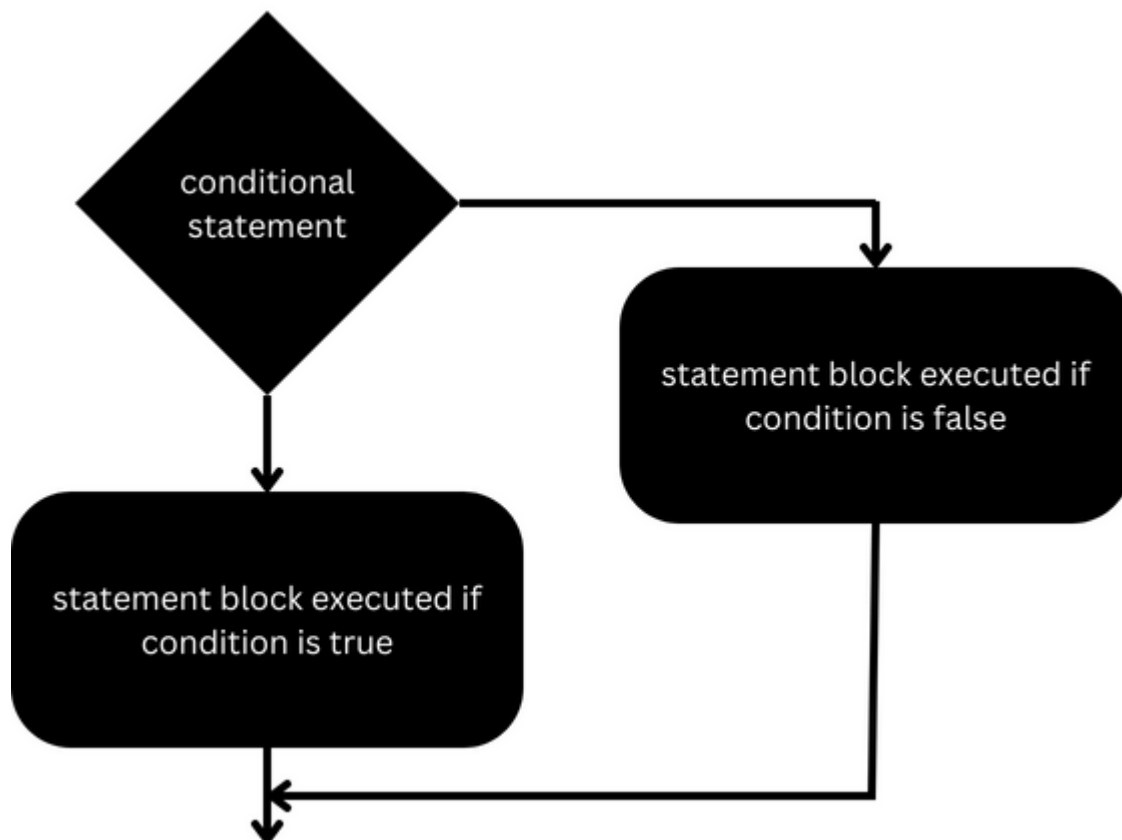 conditional
statement
statement block executed if
condition is false
statement block executed if
condition is true